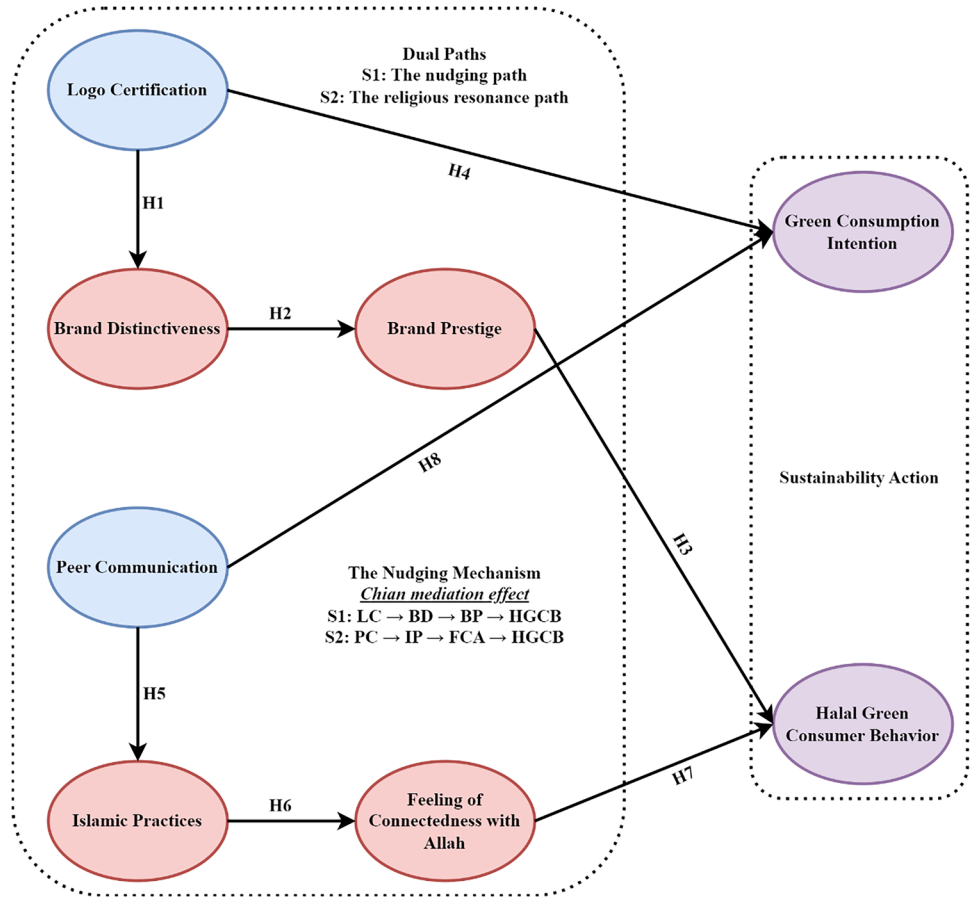 Dual Paths
S1: The nudging path
S2: The religious resonance path
Logo Certification
H4
H1
Green Consumption
Intention
Brand Distinctiveness
H2
Brand Prestige
H8
Sustainability Action
H3
Peer Communication
The Nudging Mechanism
Chian mediation effect
S1: LC → BD → BP → HGCB
S2: PC → IP → FCA → HGCB
H5
Halal Green
Consumer Behavior
H7
Islamic Practices
H6
Feeling of
Connectedness with
Allah